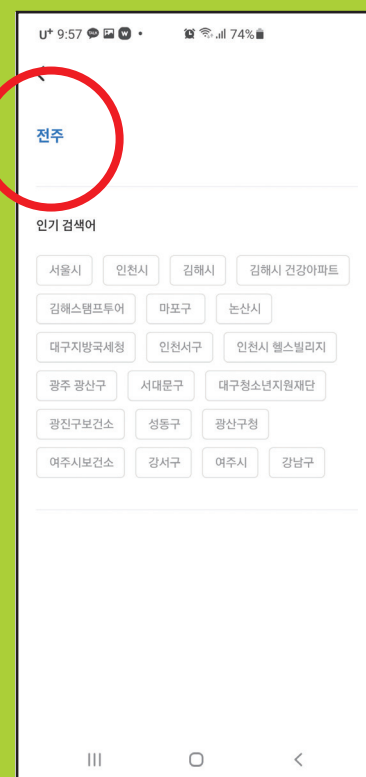 U+ 9:57 74%
전주
인기 검색어
서울시 인천시 김해시 김해시 건강아파트
김해스탬프투어 마포구 논산시
대구지방국세청 인천서구 인천시 헬스빌리지
광주 광산구 서대문구 대구청소년지원재단
광진구보건소 성동구 광산구청
여주시보건소 강서구 여주시 강남구